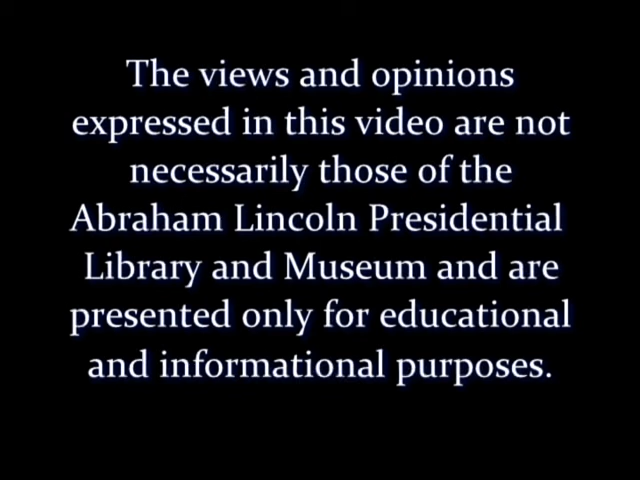 The views and opinions
expressed in this video are not
necessarily those of the
Abraham Lincoln Presidential
Library and Museum and are
presented only for educational
and informational purposes.